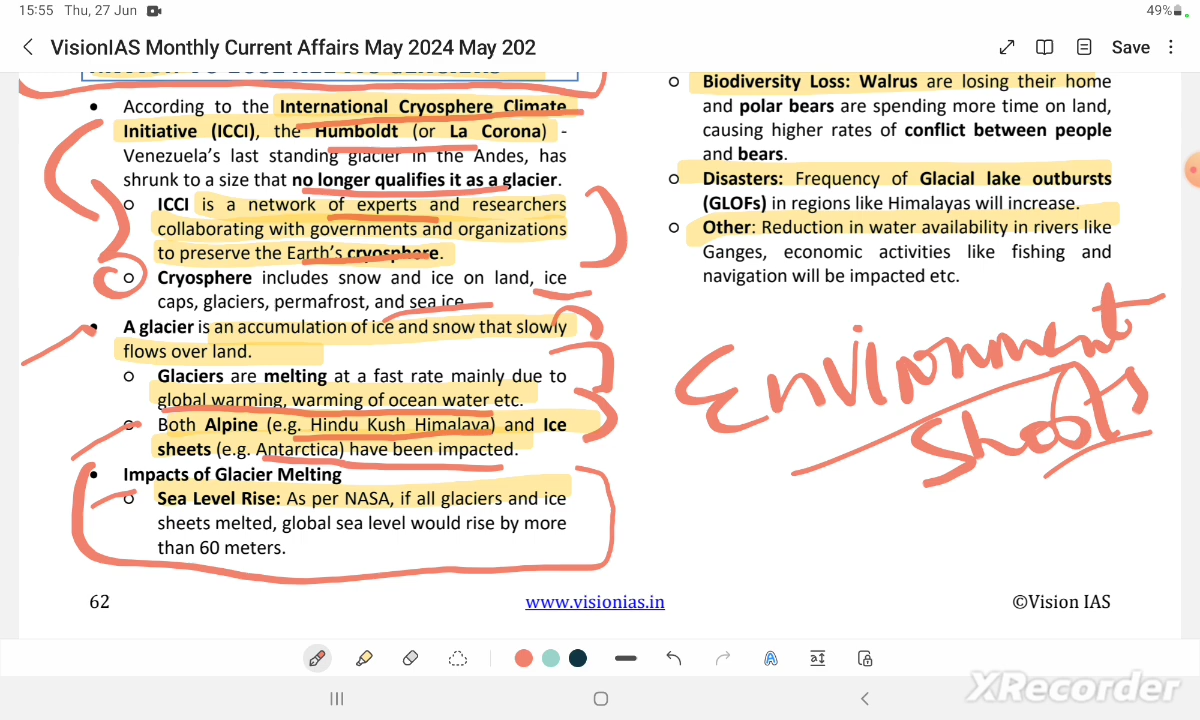 15:55 Thu, 27 Jun
49%
VisionIAS Monthly Current Affairs May 2024 May 202
Save
• According to the International Cryosphere Climate
Initiative (ICCI), the Humboldt (or La Corona) -
Venezuela's last standing glacier in the Andes, has
shrunk to a size that no longer qualifies it as a glacier.
o ICCI is a network of experts and researchers
collaborating with governments and organizations
to preserve the Earth's cryosphere.
o Cryosphere includes snow and ice on land, ice
caps, glaciers, permafrost, and sea ice
• A glacier is an accumulation of ice and snow that slowly
flows over land.
o Glaciers are melting at a fast rate mainly due to
global warming, warming of ocean water etc.
o Both Alpine (e.g. Hindu Kush Himalaya) and Ice
sheets (e.g. Antarctica) have been impacted.
• Impacts of Glacier Melting
o Sea Level Rise: As per NASA, if all glaciers and ice
sheets melted, global sea level would rise by more
than 60 meters.
o Biodiversity Loss: Walrus are losing their home
and polar bears are spending more time on land,
causing higher rates of conflict between people
and bears.
o Disasters: Frequency of Glacial lake outbursts
(GLOFs) in regions like Himalayas will increase.
o Other: Reduction in water availability in rivers like
Ganges, economic activities like fishing and
navigation will be impacted etc.
Environment
Shoots
62
www.visionias.in
©Vision IAS
XRecorder